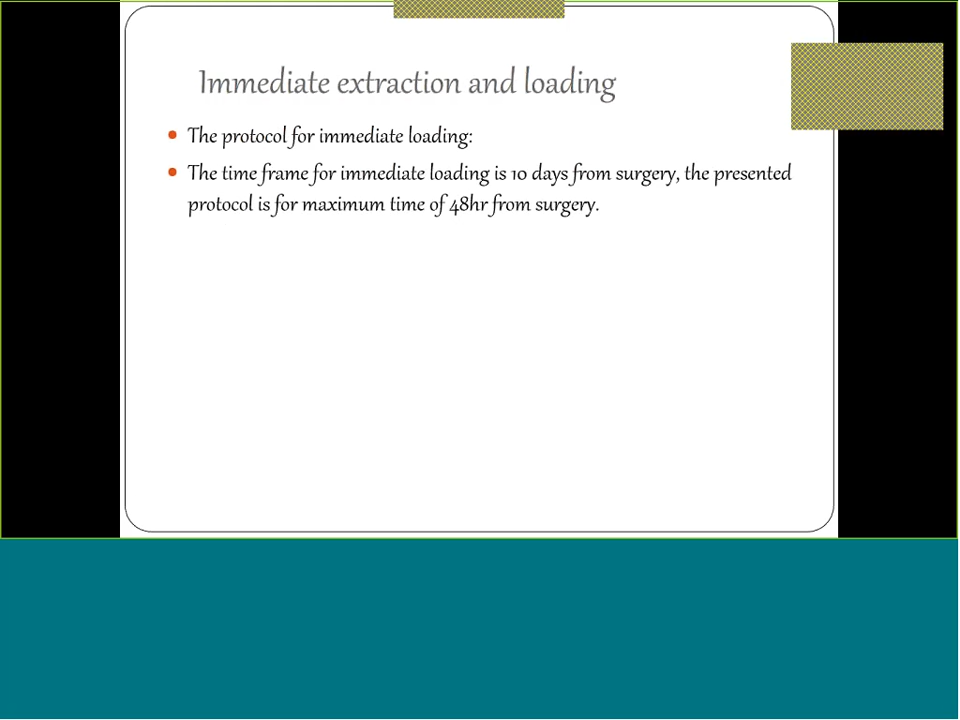 Immediate extraction and loading
• The protocol for immediate loading:
• The time frame for immediate loading is 10 days from surgery, the presented
protocol is for maximum time of 48hr from surgery.